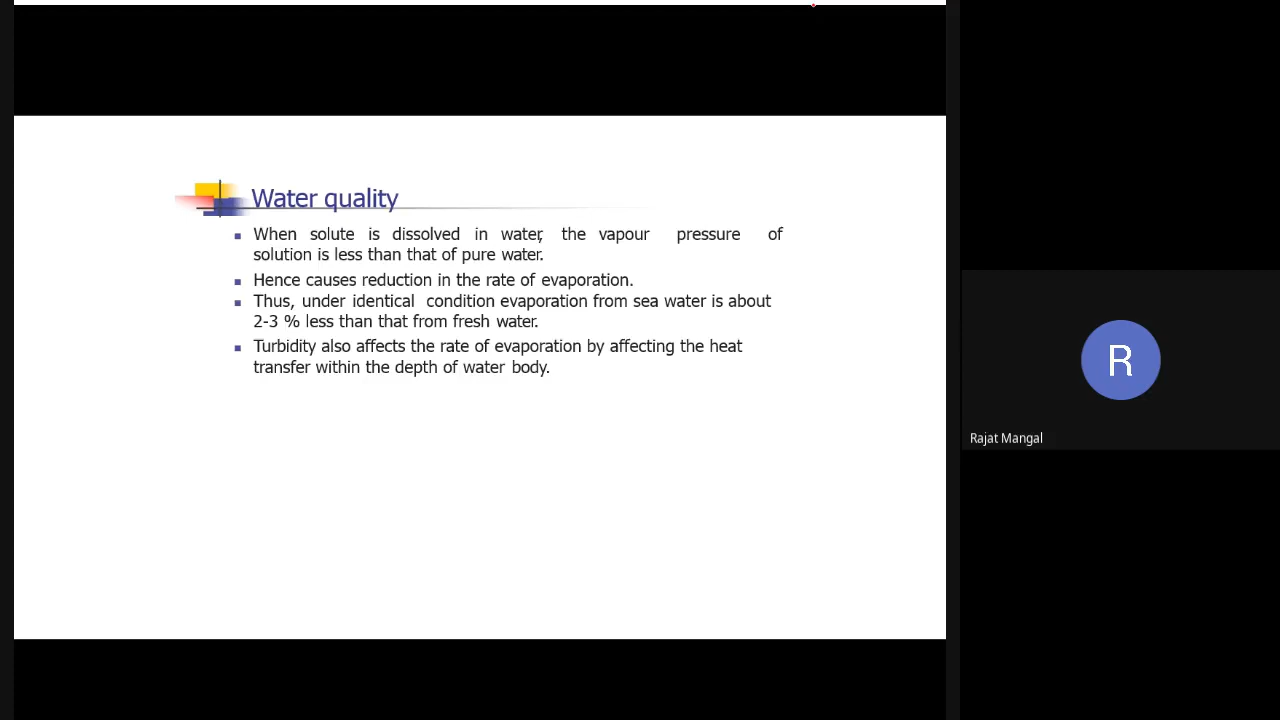 Water quality
When solute is dissolved in water, the vapour pressure of
solution is less than that of pure water.
Hence causes reduction in the rate of evaporation.
Thus, under identical condition evaporation from sea water is about
2-3 % less than that from fresh water.
Turbidity also affects the rate of evaporation by affecting the heat
transfer within the depth of water body.
R
Rajat Mangal